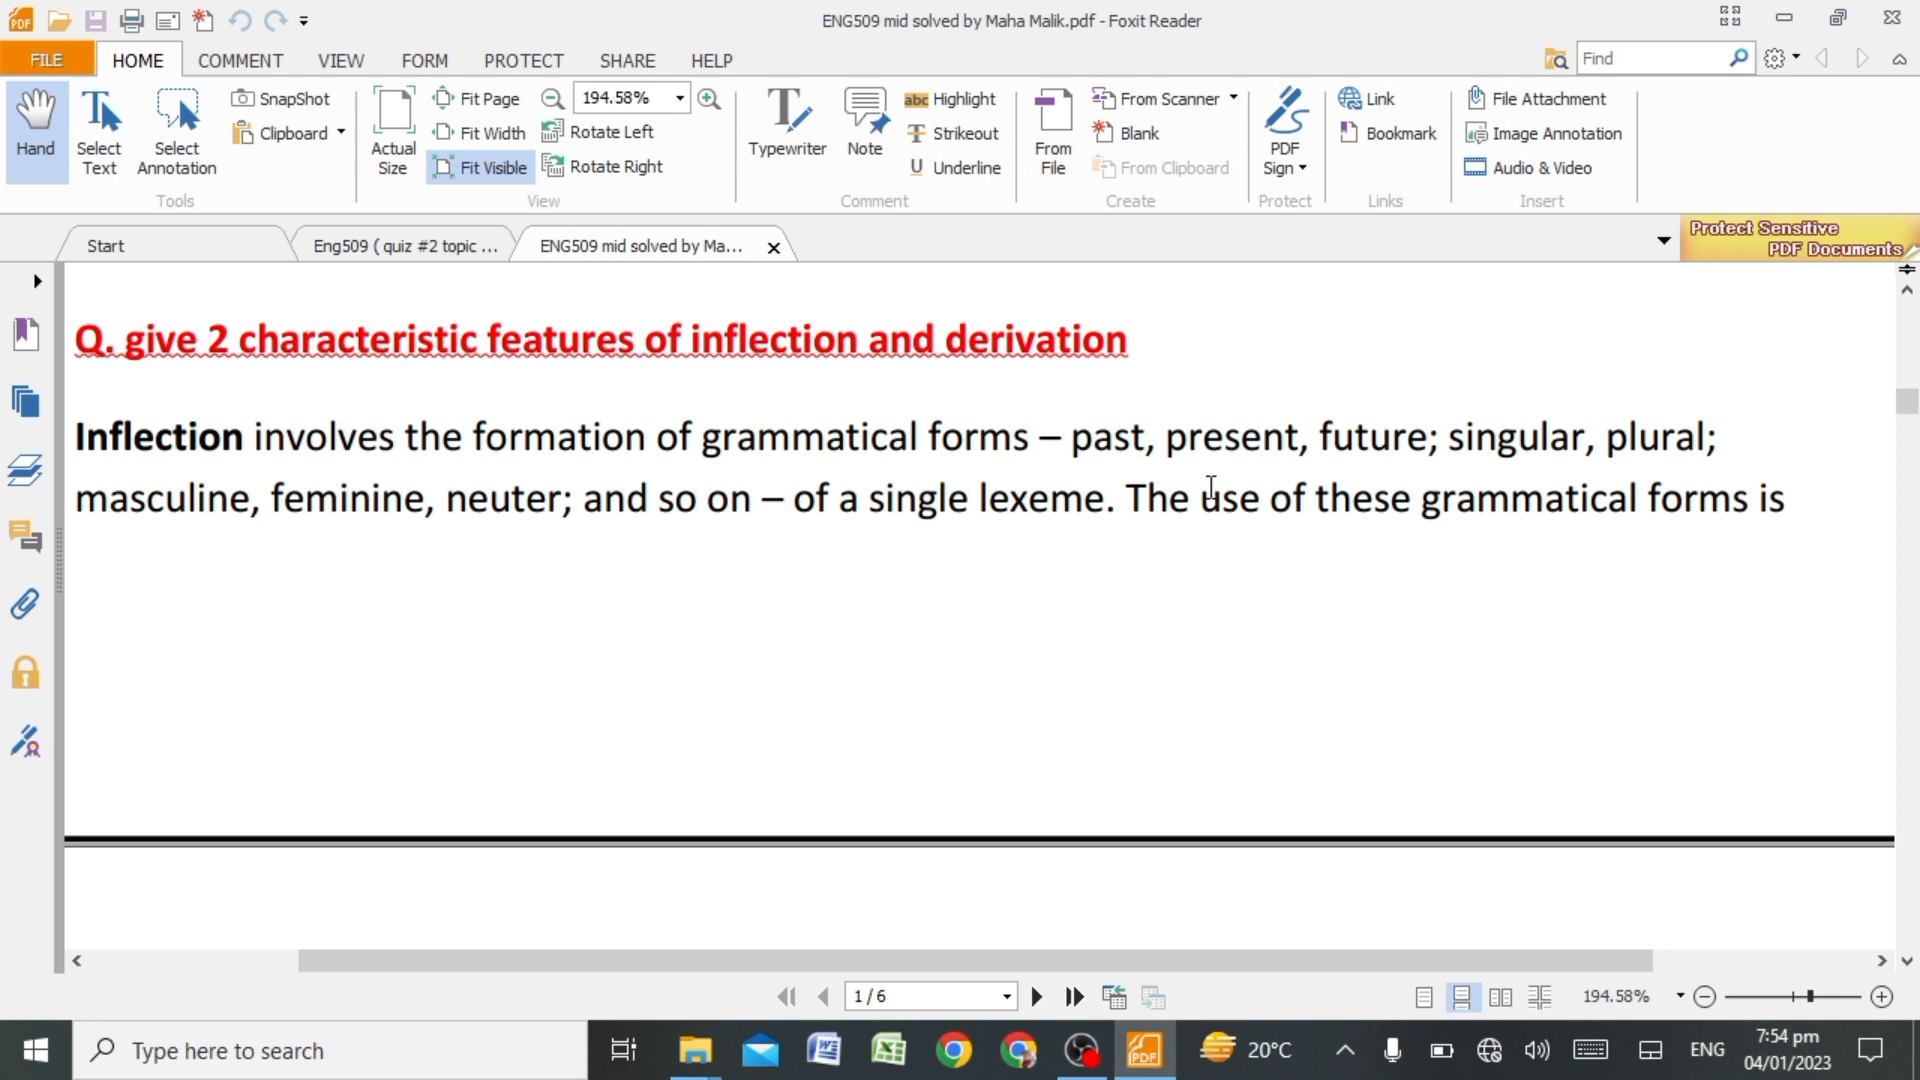 ENG509 mid solved by Maha Malik.pdf - Foxit Reader
FILE HOME COMMENT VIEW FORM PROTECT SHARE HELP Find
Hand
Select Text
Select Annotation
SnapShot
Clipboard
Tools
Actual Size
Fit Page
Fit Width
Fit Visible
194.58%
Rotate Left
Rotate Right
View
Typewriter
Note
abc Highlight
T Strikeout
U Underline
Comment
From File
From Scanner
Blank
From Clipboard
Create
PDF Sign
Protect
Link
Bookmark
Links
File Attachment
Image Annotation
Audio & Video
Insert
Start
Eng509 ( quiz #2 topic ...
ENG509 mid solved by Ma...
Protect Sensitive
PDF Documents
Q. give 2 characteristic features of inflection and derivation
Inflection involves the formation of grammatical forms – past, present, future; singular, plural;
masculine, feminine, neuter; and so on – of a single lexeme. The use of these grammatical forms is
1 / 6
194.58%
Type here to search
PDF
20°C
ENG
7:54 pm
04/01/2023